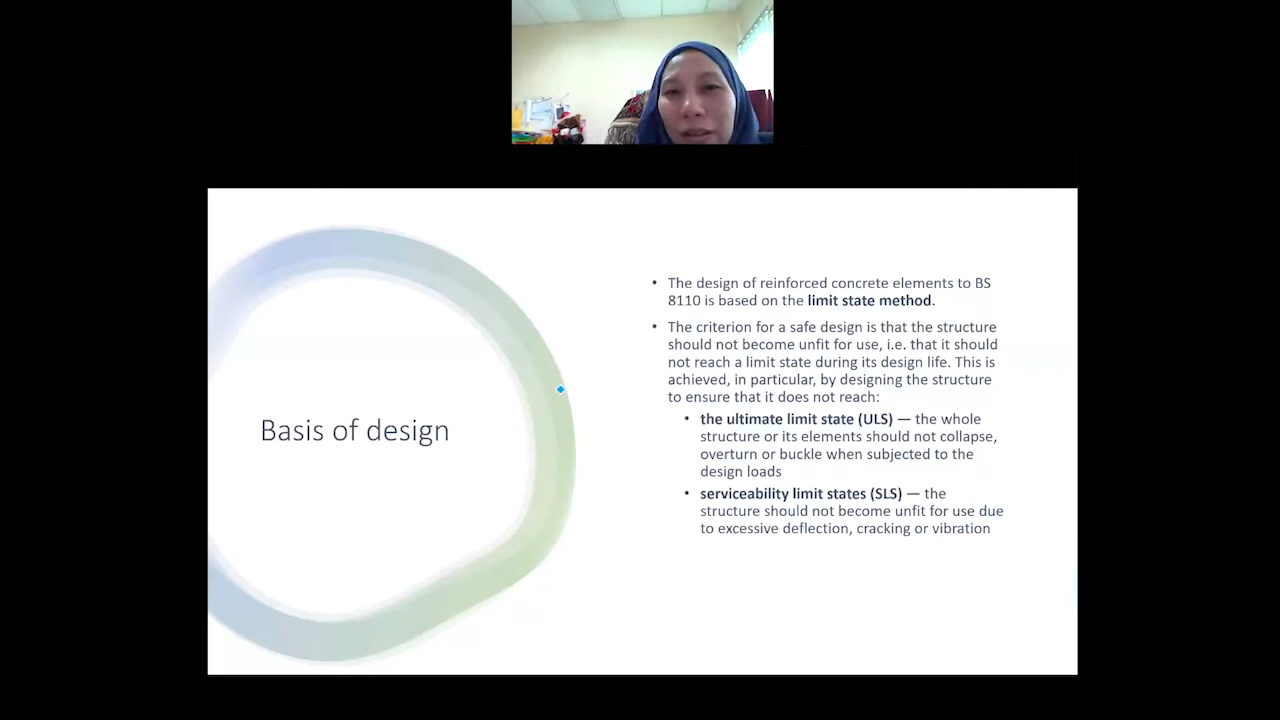 Basis of design
• The design of reinforced concrete elements to BS
8110 is based on the limit state method.
• The criterion for a safe design is that the structure
should not become unfit for use, i.e. that it should
not reach a limit state during its design life. This is
achieved, in particular, by designing the structure
to ensure that it does not reach:
• the ultimate limit state (ULS) — the whole
structure or its elements should not collapse,
overturn or buckle when subjected to the
design loads
• serviceability limit states (SLS) — the
structure should not become unfit for use due
to excessive deflection, cracking or vibration